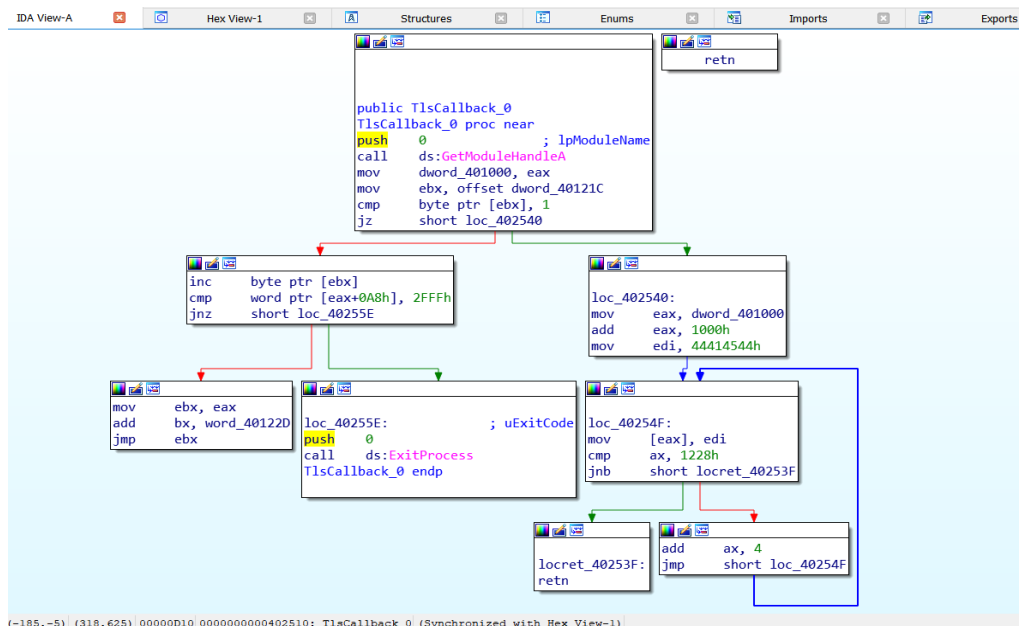 IDA View-A Hex View-1 Structures Enums Imports Exports
public TlsCallback_0
TlsCallback_0 proc near
push 0 ; lpModuleName
call ds:GetModuleHandleA
mov dword_401000, eax
mov ebx, offset dword_40121C
cmp byte ptr [ebx], 1
jz short loc_402540
retn
inc byte ptr [ebx]
cmp word ptr [eax+0A8h], 2FFFh
jnz short loc_40255E
loc_402540:
mov eax, dword_401000
add eax, 1000h
mov edi, 44414544h
mov ebx, eax
add bx, word_40122D
jmp ebx
loc_40255E: ; uExitCode
push 0
call ds:ExitProcess
TlsCallback_0 endp
loc_40254F:
mov [eax], edi
cmp ax, 1228h
jnb short locret_40253F
locret_40253F:
retn
add ax, 4
jmp short loc_40254F
(-185,-5) (318,625) 00000D10 0000000000402510: TlsCallback_0 (Synchronized with Hex View-1)